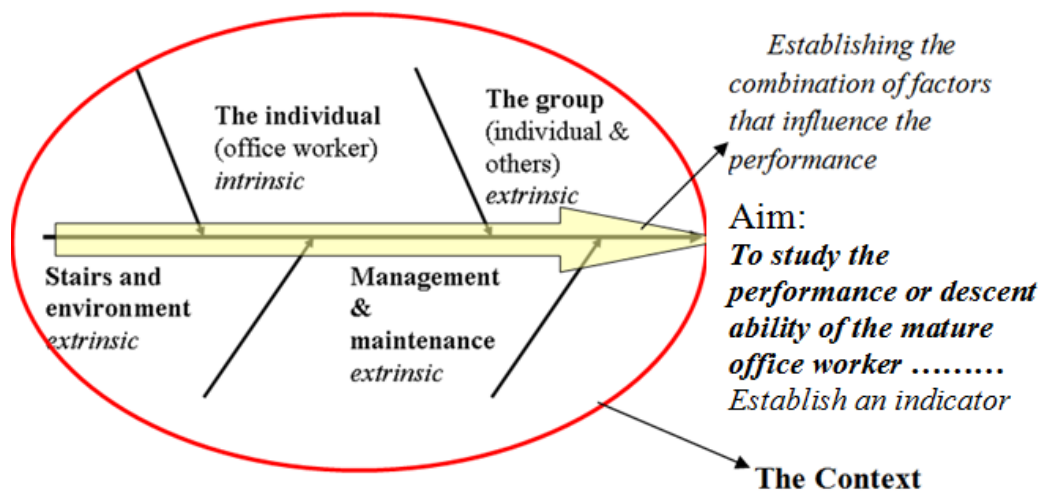 The individual
(office worker)
intrinsic
The group
(individual &
others)
extrinsic
Stairs and
environment
extrinsic
Management
&
maintenance
extrinsic
Establishing the
combination of factors
that influence the
performance
Aim:
To study the
performance or descent
ability of the mature
office worker ………
Establish an indicator
The Context